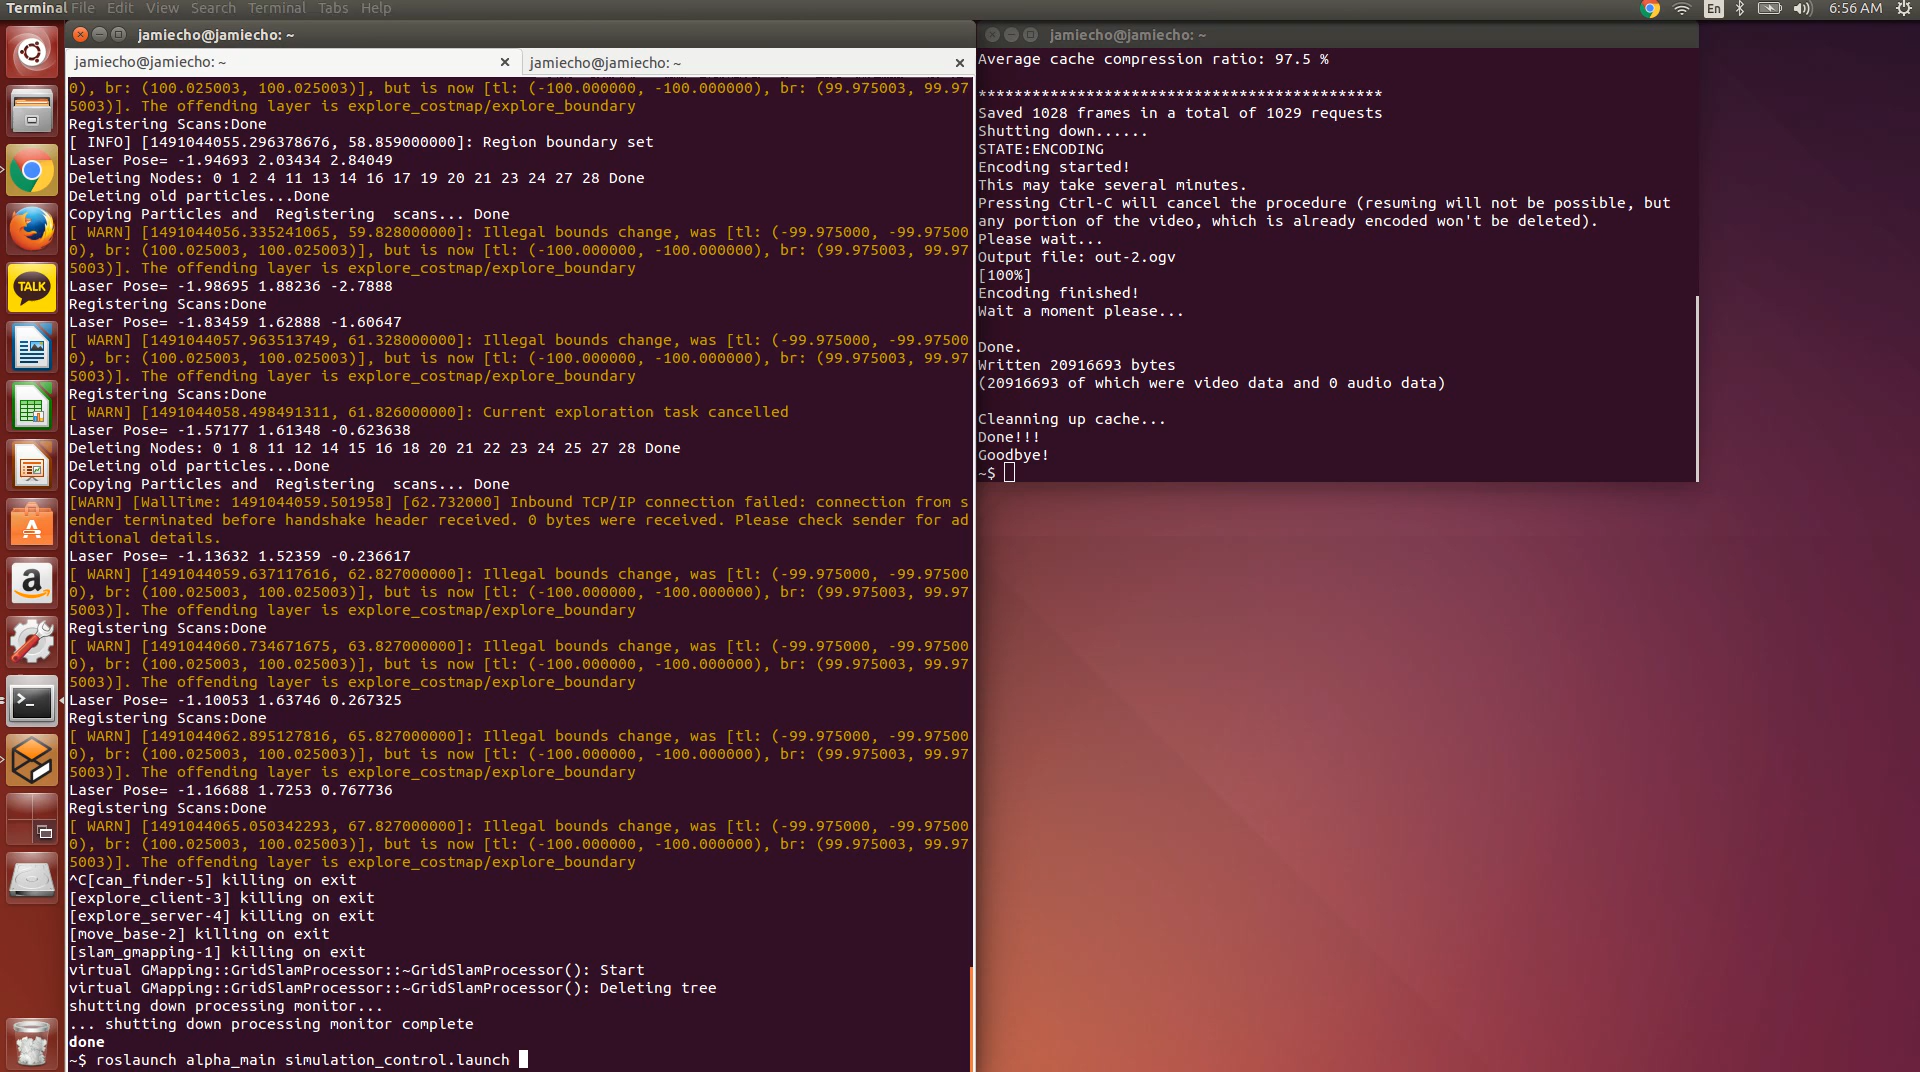 Terminal File Edit View Search Terminal Tabs Help
En
6:56 AM
jamiecho@jamiecho: ~
jamiecho@jamiecho: ~
jamiecho@jamiecho: ~
0), br: (100.025003, 100.025003)], but is now [tl: (-100.000000, -100.000000), br: (99.975003, 99.97
5003)]. The offending layer is explore_costmap/explore_boundary
Registering Scans:Done
[ INFO] [1491044055.296378676, 58.859000000]: Region boundary set
Laser Pose= -1.94693 2.03434 2.84049
Deleting Nodes: 0 1 2 4 11 13 14 16 17 19 20 21 23 24 27 28 Done
Deleting old particles...Done
Copying Particles and  Registering  scans... Done
[ WARN] [1491044056.335241065, 59.828000000]: Illegal bounds change, was [tl: (-99.975000, -99.97500
0), br: (100.025003, 100.025003)], but is now [tl: (-100.000000, -100.000000), br: (99.975003, 99.97
5003)]. The offending layer is explore_costmap/explore_boundary
Laser Pose= -1.98695 1.88236 -2.7888
Registering Scans:Done
Laser Pose= -1.83459 1.62888 -1.60647
[ WARN] [1491044057.963513749, 61.328000000]: Illegal bounds change, was [tl: (-99.975000, -99.97500
0), br: (100.025003, 100.025003)], but is now [tl: (-100.000000, -100.000000), br: (99.975003, 99.97
5003)]. The offending layer is explore_costmap/explore_boundary
Registering Scans:Done
[ WARN] [1491044058.498491311, 61.826000000]: Current exploration task cancelled
Laser Pose= -1.57177 1.61348 -0.623638
Deleting Nodes: 0 1 8 11 12 14 15 16 18 20 21 22 23 24 25 27 28 Done
Deleting old particles...Done
Copying Particles and  Registering  scans... Done
[WARN] [WallTime: 1491044059.501958] [62.732000] Inbound TCP/IP connection failed: connection from s
ender terminated before handshake header received. 0 bytes were received. Please check sender for ad
ditional details.
Laser Pose= -1.13632 1.52359 -0.236617
[ WARN] [1491044059.637117616, 62.827000000]: Illegal bounds change, was [tl: (-99.975000, -99.97500
0), br: (100.025003, 100.025003)], but is now [tl: (-100.000000, -100.000000), br: (99.975003, 99.97
5003)]. The offending layer is explore_costmap/explore_boundary
Registering Scans:Done
[ WARN] [1491044060.734671675, 63.827000000]: Illegal bounds change, was [tl: (-99.975000, -99.97500
0), br: (100.025003, 100.025003)], but is now [tl: (-100.000000, -100.000000), br: (99.975003, 99.97
5003)]. The offending layer is explore_costmap/explore_boundary
Laser Pose= -1.10053 1.63746 0.267325
Registering Scans:Done
[ WARN] [1491044062.895127816, 65.827000000]: Illegal bounds change, was [tl: (-99.975000, -99.97500
0), br: (100.025003, 100.025003)], but is now [tl: (-100.000000, -100.000000), br: (99.975003, 99.97
5003)]. The offending layer is explore_costmap/explore_boundary
Laser Pose= -1.16688 1.7253 0.767736
Registering Scans:Done
[ WARN] [1491044065.050342293, 67.827000000]: Illegal bounds change, was [tl: (-99.975000, -99.97500
0), br: (100.025003, 100.025003)], but is now [tl: (-100.000000, -100.000000), br: (99.975003, 99.97
5003)]. The offending layer is explore_costmap/explore_boundary
^C[can_finder-5] killing on exit
[explore_client-3] killing on exit
[explore_server-4] killing on exit
[move_base-2] killing on exit
[slam_gmapping-1] killing on exit
virtual GMapping::GridSlamProcessor::~GridSlamProcessor(): Start
virtual GMapping::GridSlamProcessor::~GridSlamProcessor(): Deleting tree
shutting down processing monitor...
... shutting down processing monitor complete
done
~$ roslaunch alpha_main simulation_control.launch
jamiecho@jamiecho: ~
Average cache compression ratio: 97.5 %
*********************************************
Saved 1028 frames in a total of 1029 requests
Shutting down......
STATE:ENCODING
Encoding started!
This may take several minutes.
Pressing Ctrl-C will cancel the procedure (resuming will not be possible, but
any portion of the video, which is already encoded won't be deleted).
Please wait...
Output file: out-2.ogv
[100%]
Encoding finished!
Wait a moment please...
Done.
Written 20916693 bytes
(20916693 of which were video data and 0 audio data)
Cleanning up cache...
Done!!!
Goodbye!
~$
TALK